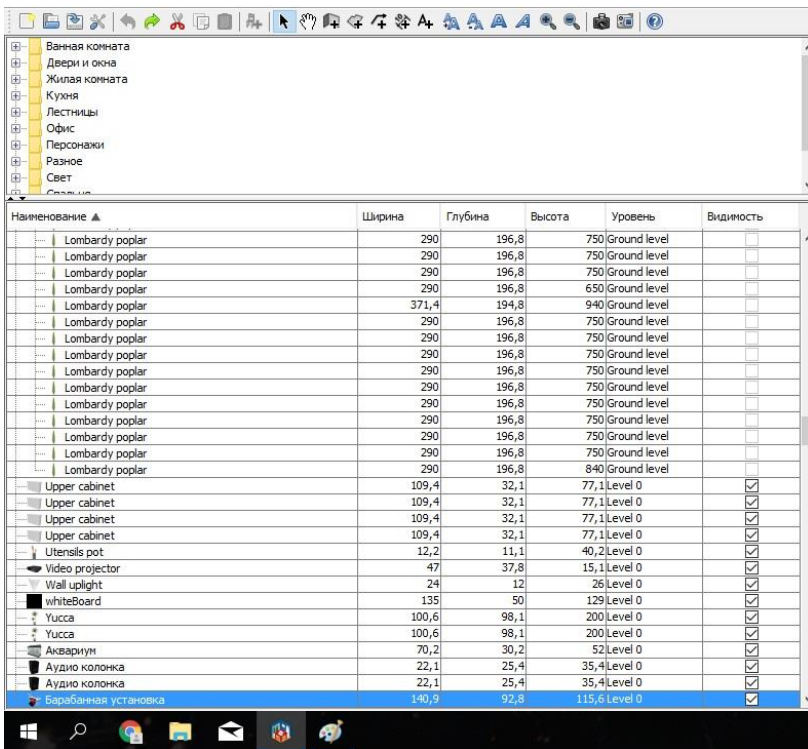 Ванная комната
Двери и окна
Жилая комната
Кухня
Лестницы
Офис
Персонажи
Разное
Свет
Спальня
Наименование ▲ Ширина Глубина Высота Уровень Видимость
Lombardy poplar 290 196,8 750 Ground level
Lombardy poplar 290 196,8 750 Ground level
Lombardy poplar 290 196,8 750 Ground level
Lombardy poplar 290 196,8 650 Ground level
Lombardy poplar 371,4 194,8 940 Ground level
Lombardy poplar 290 196,8 750 Ground level
Lombardy poplar 290 196,8 750 Ground level
Lombardy poplar 290 196,8 750 Ground level
Lombardy poplar 290 196,8 750 Ground level
Lombardy poplar 290 196,8 750 Ground level
Lombardy poplar 290 196,8 750 Ground level
Lombardy poplar 290 196,8 750 Ground level
Lombardy poplar 290 196,8 750 Ground level
Lombardy poplar 290 196,8 750 Ground level
Lombardy poplar 290 196,8 840 Ground level
Upper cabinet 109,4 32,1 77,1 Level 0
Upper cabinet 109,4 32,1 77,1 Level 0
Upper cabinet 109,4 32,1 77,1 Level 0
Upper cabinet 109,4 32,1 77,1 Level 0
Utensils pot 12,2 11,1 40,2 Level 0
Video projector 47 37,8 15,1 Level 0
Wall uplight 24 12 26 Level 0
whiteBoard 135 50 129 Level 0
Yucca 100,6 98,1 200 Level 0
Yucca 100,6 98,1 200 Level 0
Аквариум 70,2 30,2 52 Level 0
Аудио колонка 22,1 25,4 35,4 Level 0
Аудио колонка 22,1 25,4 35,4 Level 0
Барабанная установка 140,9 92,8 115,6 Level 0